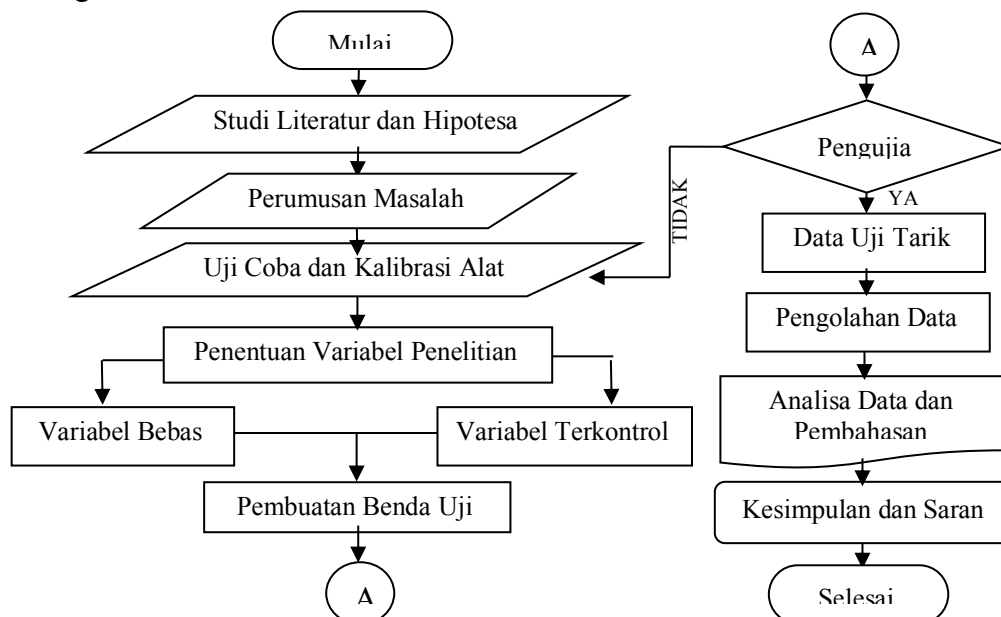 Mulai
Studi Literatur dan Hipotesa
Perumusan Masalah
Uji Coba dan Kalibrasi Alat
Penentuan Variabel Penelitian
Variabel Bebas
Variabel Terkontrol
Pembuatan Benda Uji
A
A
Pengujia
TIDAK
YA
Data Uji Tarik
Pengolahan Data
Analisa Data dan
Pembahasan
Kesimpulan dan Saran
Selesai